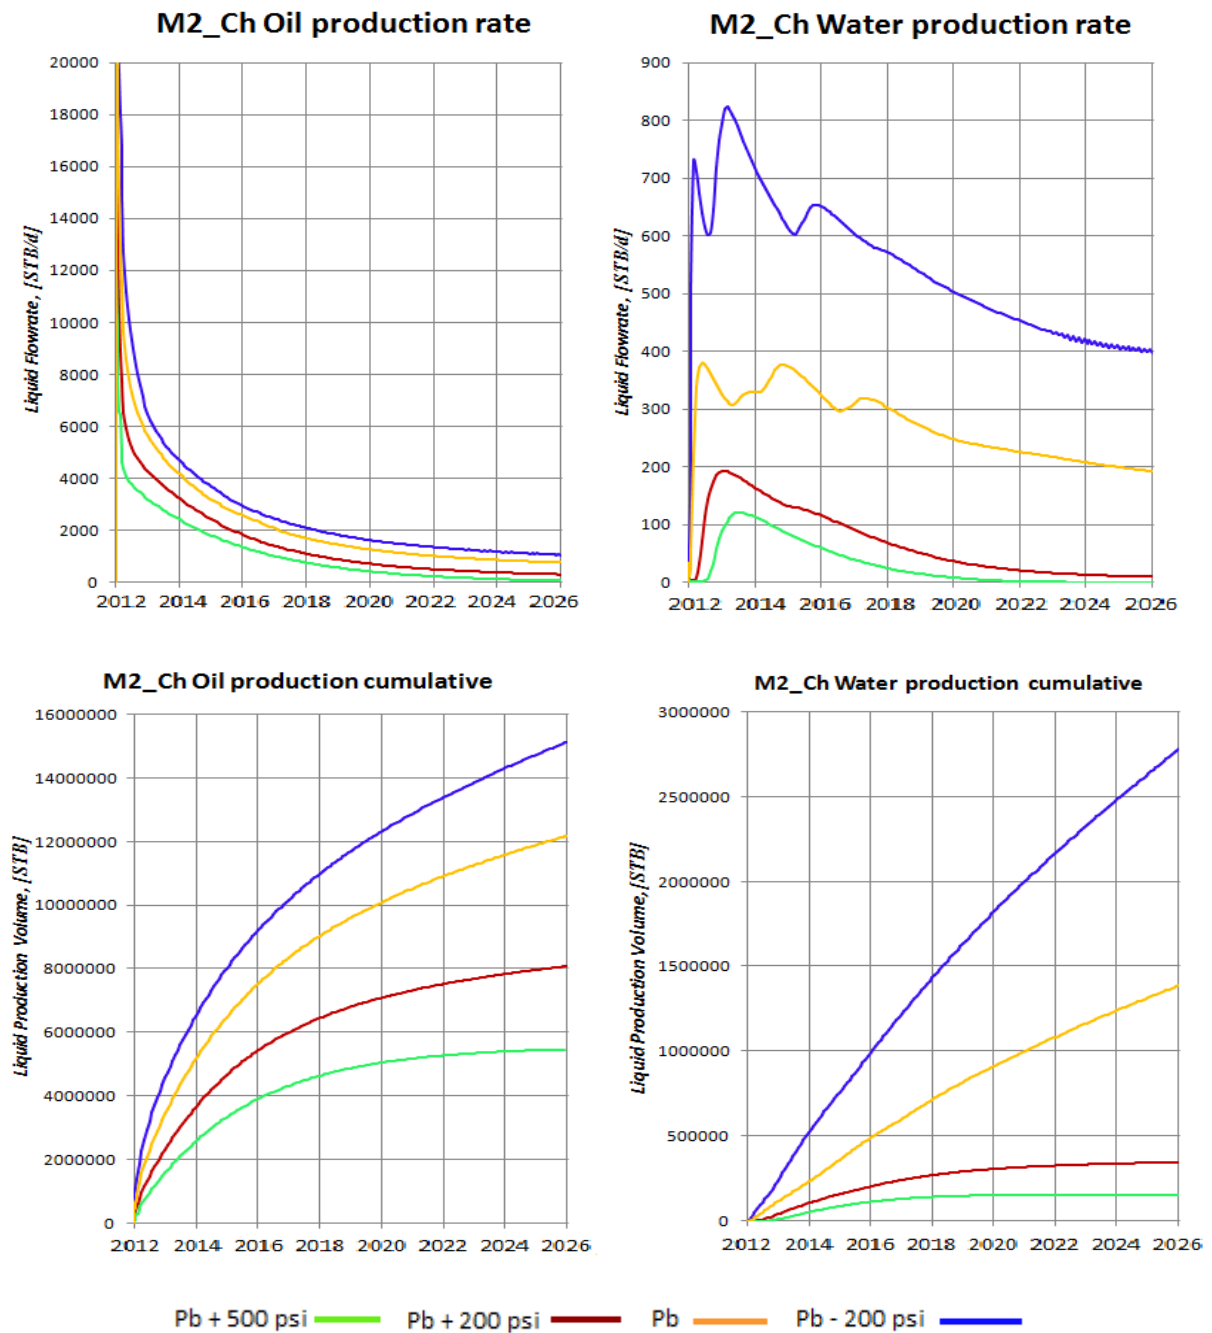 M2_Ch Oil production rate
Liquid Flowrate, [STB/d]
20000
18000
16000
14000
12000
10000
8000
6000
4000
2000
0
2012 2014 2016 2018 2020 2022 2024 2026
M2_Ch Water production rate
Liquid Flowrate, [STB/d]
900
800
700
600
500
400
300
200
100
0
2012 2014 2016 2018 2020 2022 2024 2026
M2_Ch Oil production cumulative
Liquid Production Volume, [STB]
16000000
14000000
12000000
10000000
8000000
6000000
4000000
2000000
0
2012 2014 2016 2018 2020 2022 2024 2026
M2_Ch Water production cumulative
Liquid Production Volume, [STB]
3000000
2500000
2000000
1500000
1000000
500000
0
2012 2014 2016 2018 2020 2022 2024 2026
Pb + 500 psi Pb + 200 psi Pb Pb - 200 psi